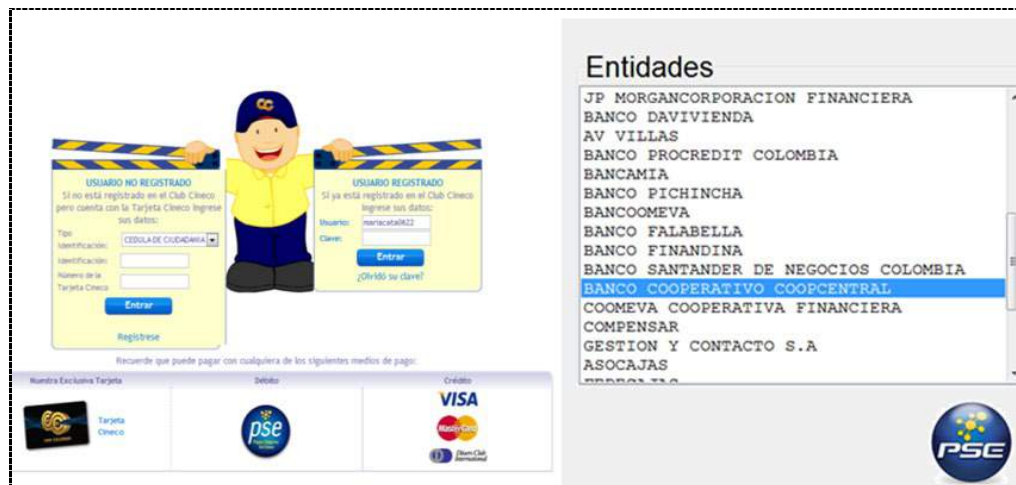 USUARIO NO REGISTRADO
Si no está registrado en el Club Cineco
pero cuenta con la Tarjeta Cineco ingrese
sus datos:
Tipo
Identificación:
CEDULA DE CIUDADANIA
Identificación:
Número de la
Tarjeta Cineco
Entrar
Regístrese
USUARIO REGISTRADO
Si ya está registrado en el Club Cineco
ingrese sus datos:
Usuario:
mariacata0622
Clave:
Entrar
¿Olvidó su clave?
Recuerde que puede pagar con cualquiera de los siguientes medios de pago:
Nuestra Exclusiva Tarjeta
Débito
Crédito
Tarjeta
Cineco
pse
VISA
MasterCard
Diners Club
International
Entidades
JP MORGANCORPORACION FINANCIERA
BANCO DAVIVIENDA
AV VILLAS
BANCO PROCREDIT COLOMBIA
BANCAMIA
BANCO PICHINCHA
BANCOOMEVA
BANCO FALABELLA
BANCO FINANDINA
BANCO SANTANDER DE NEGOCIOS COLOMBIA
BANCO COOPERATIVO COOPCENTRAL
COOMEVA COOPERATIVA FINANCIERA
COMPENSAR
GESTION Y CONTACTO S.A
ASOCAJAS
PSE